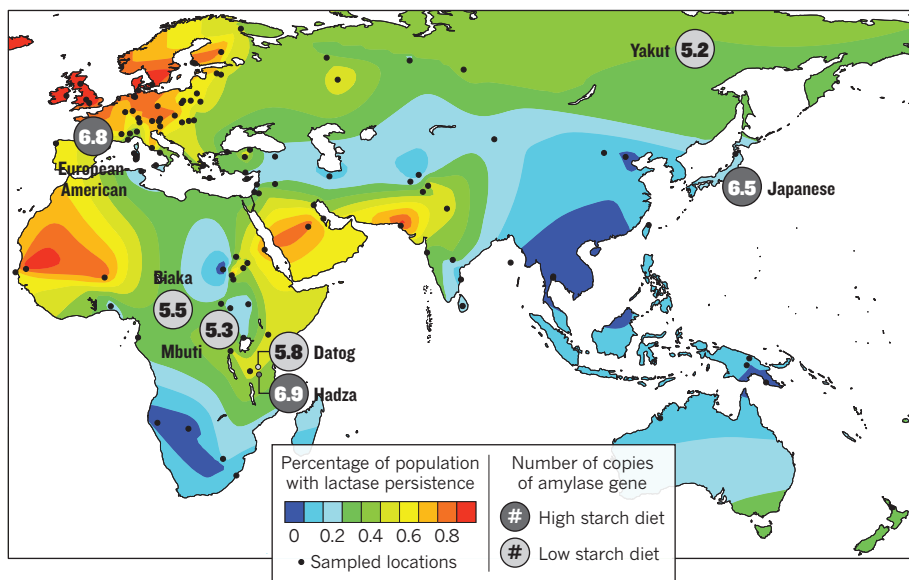 Yakut 5.2
6.8
European
American
6.5 Japanese
Biaka
5.5
5.3
Mbuti
5.8 Datog
6.9 Hadza
Percentage of population
with lactase persistence
0 0.2 0.4 0.6 0.8
• Sampled locations
Number of copies
of amylase gene
# High starch diet
# Low starch diet